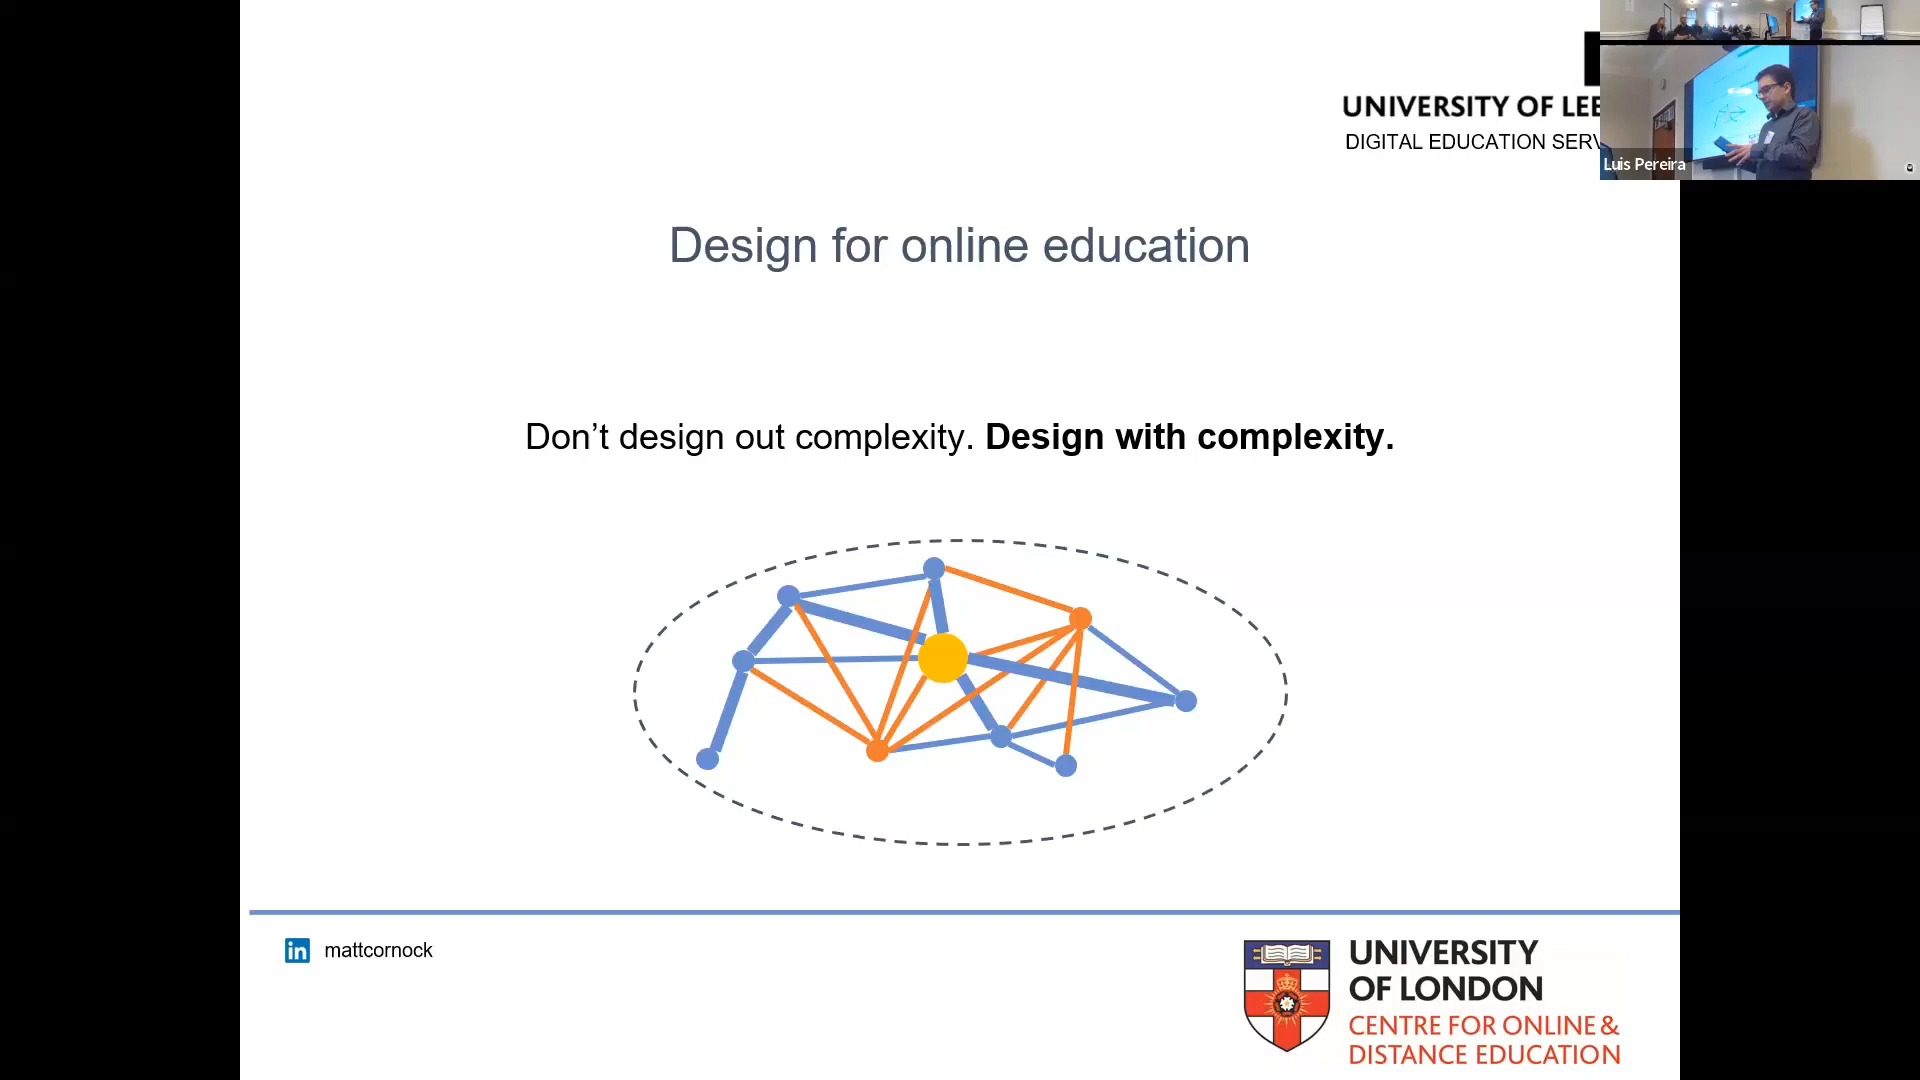 UNIVERSITY OF LEE
DIGITAL EDUCATION SERV
Luis Pereira
Design for online education
Don't design out complexity. Design with complexity.
in mattcornock
UNIVERSITY
OF LONDON
CENTRE FOR ONLINE &
DISTANCE EDUCATION